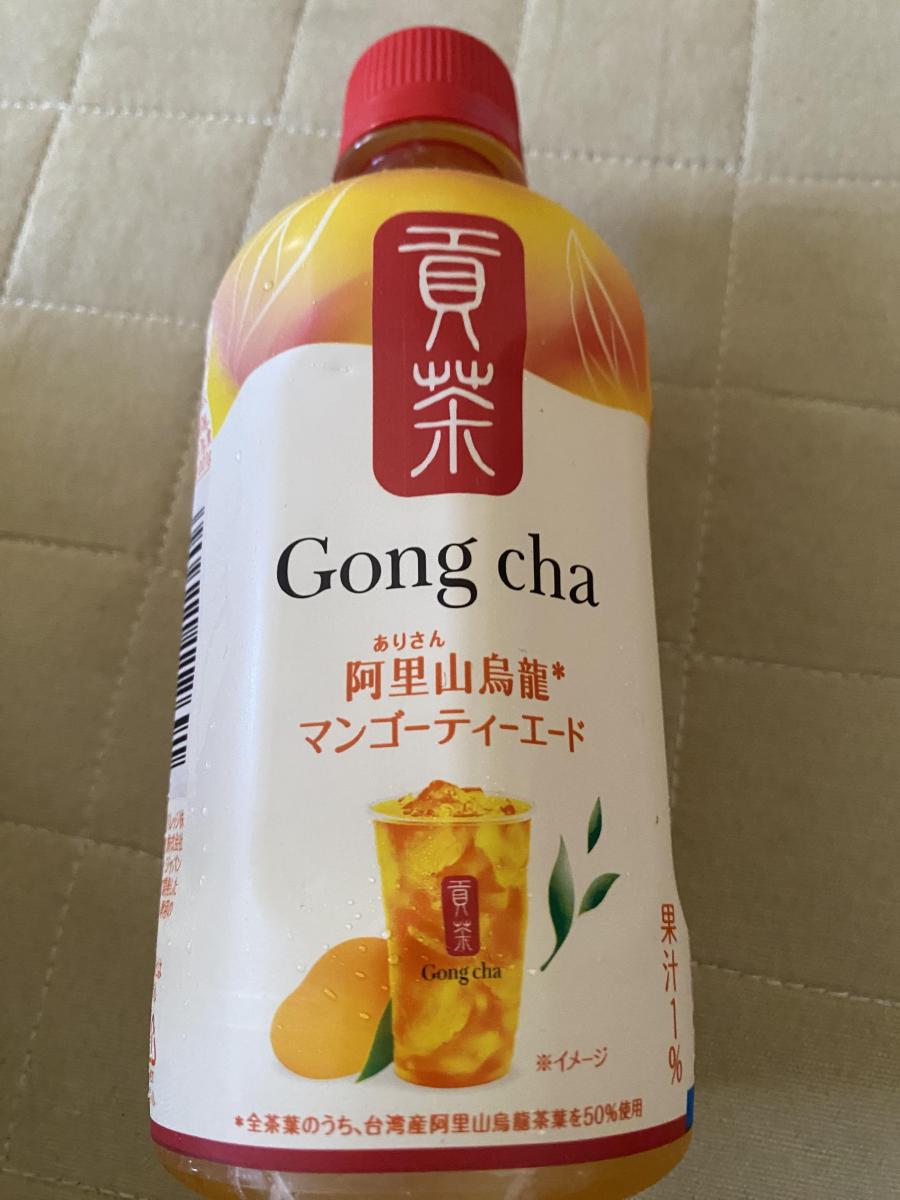 貢茶
Gong cha
ありさん
阿里山烏龍*
マンゴーティーエード
貢茶
Gong cha
※イメージ
果汁1%
*全茶葉のうち、台湾産阿里山烏龍茶葉を50%使用